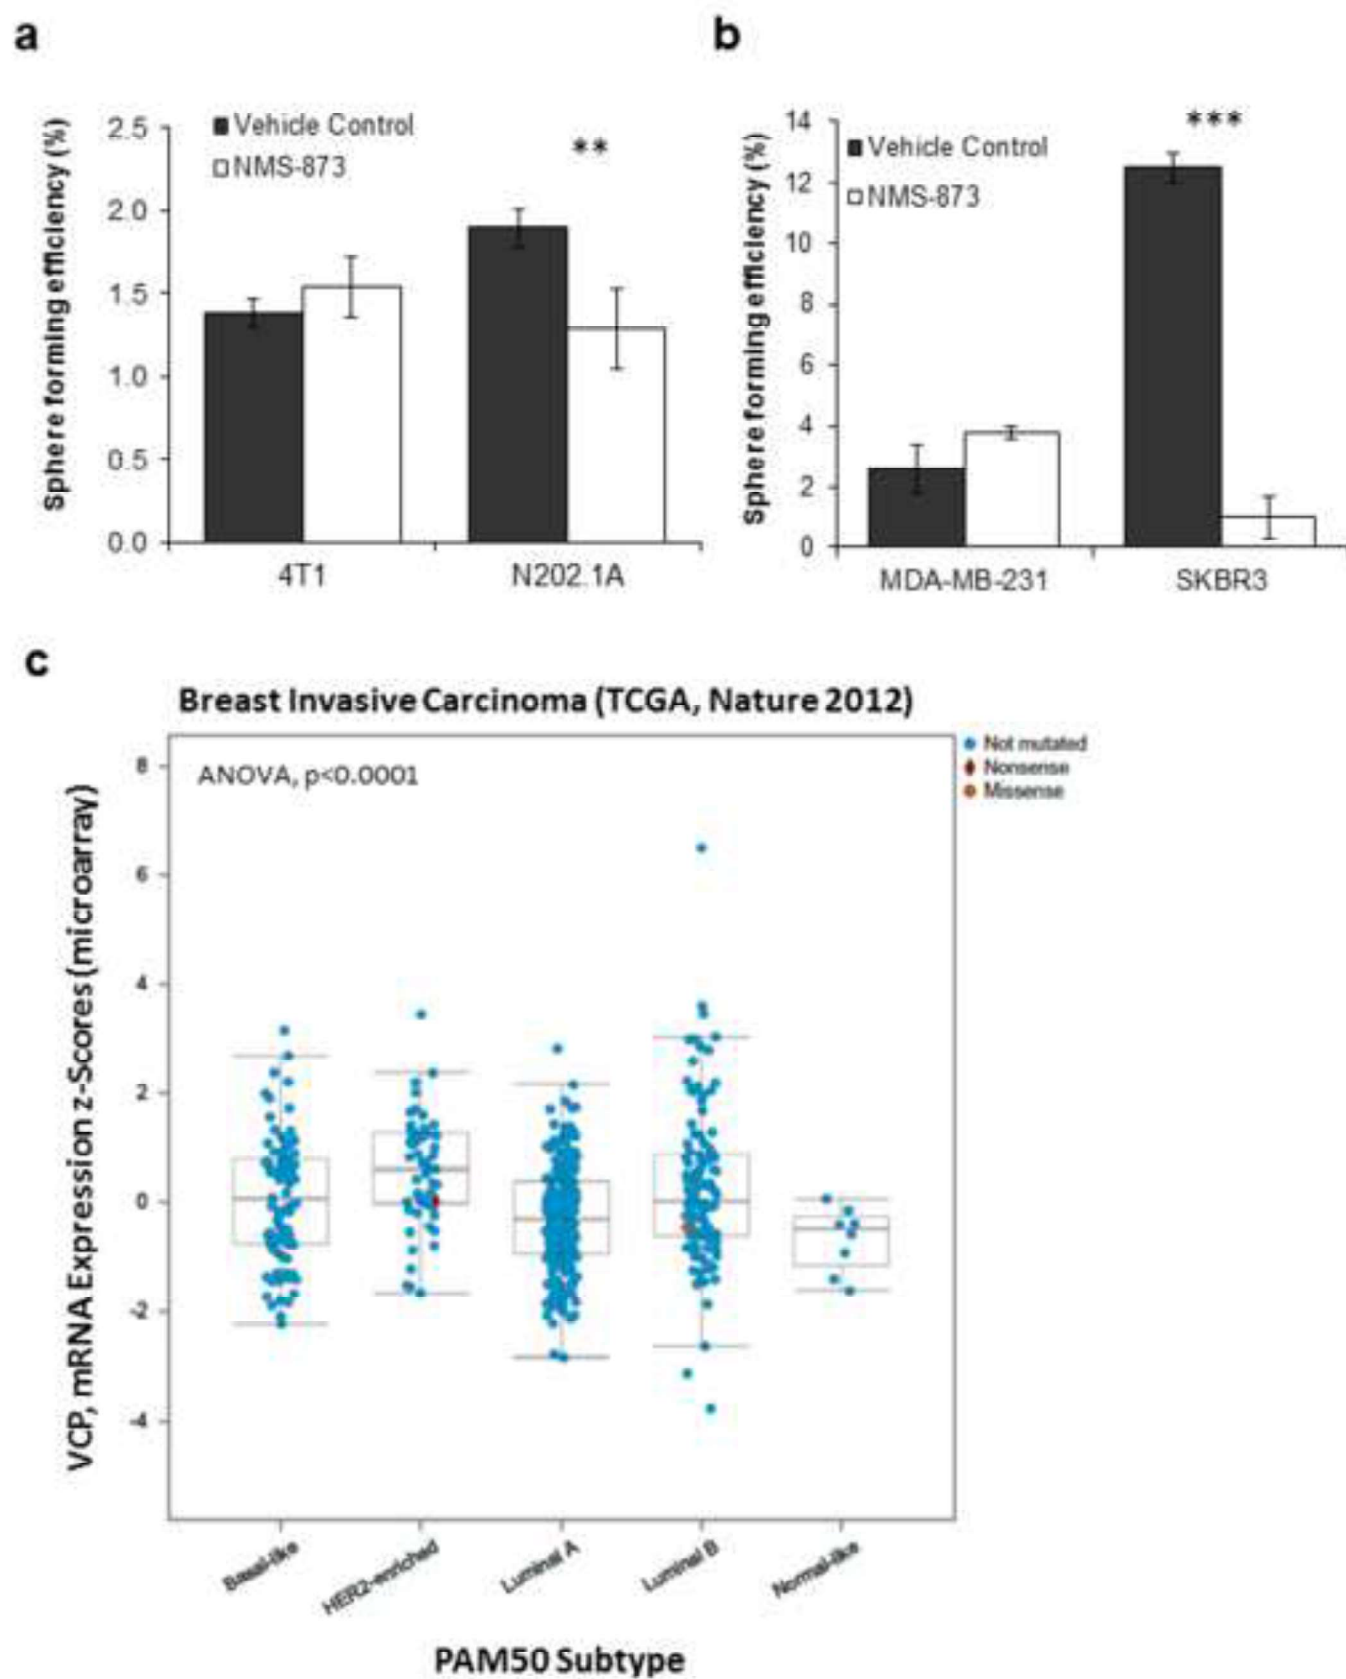 a
Sphere forming efficiency (%)
2.5
2.0
1.5
1.0
0.5
0.0
Vehicle Control
NMS-873
**
4T1
N202.1A
b
Sphere forming efficiency (%)
14
12
10
8
6
4
2
0
Vehicle Control
NMS-873
***
MDA-MB-231
SKBR3
c
Breast Invasive Carcinoma (TCGA, Nature 2012)
ANOVA, p<0.0001
Not mutated
Nonsense
Missense
VCP, mRNA Expression z-Scores (microarray)
8
6
4
2
0
-2
-4
Basal-like
HER2-enriched
Luminal A
Luminal B
Normal-like
PAM50 Subtype